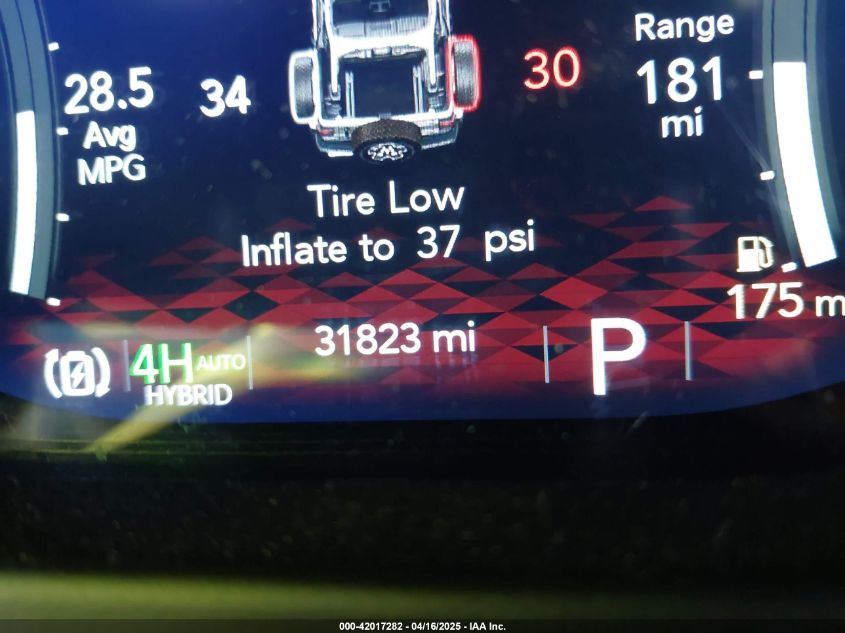 28.5
Avg
MPG
34
30
Range
181
mi
Tire Low
Inflate to 37 psi
175 m
4H AUTO
HYBRID
31823 mi
P
000-42017282 - 04/16/2025 - IAA Inc.